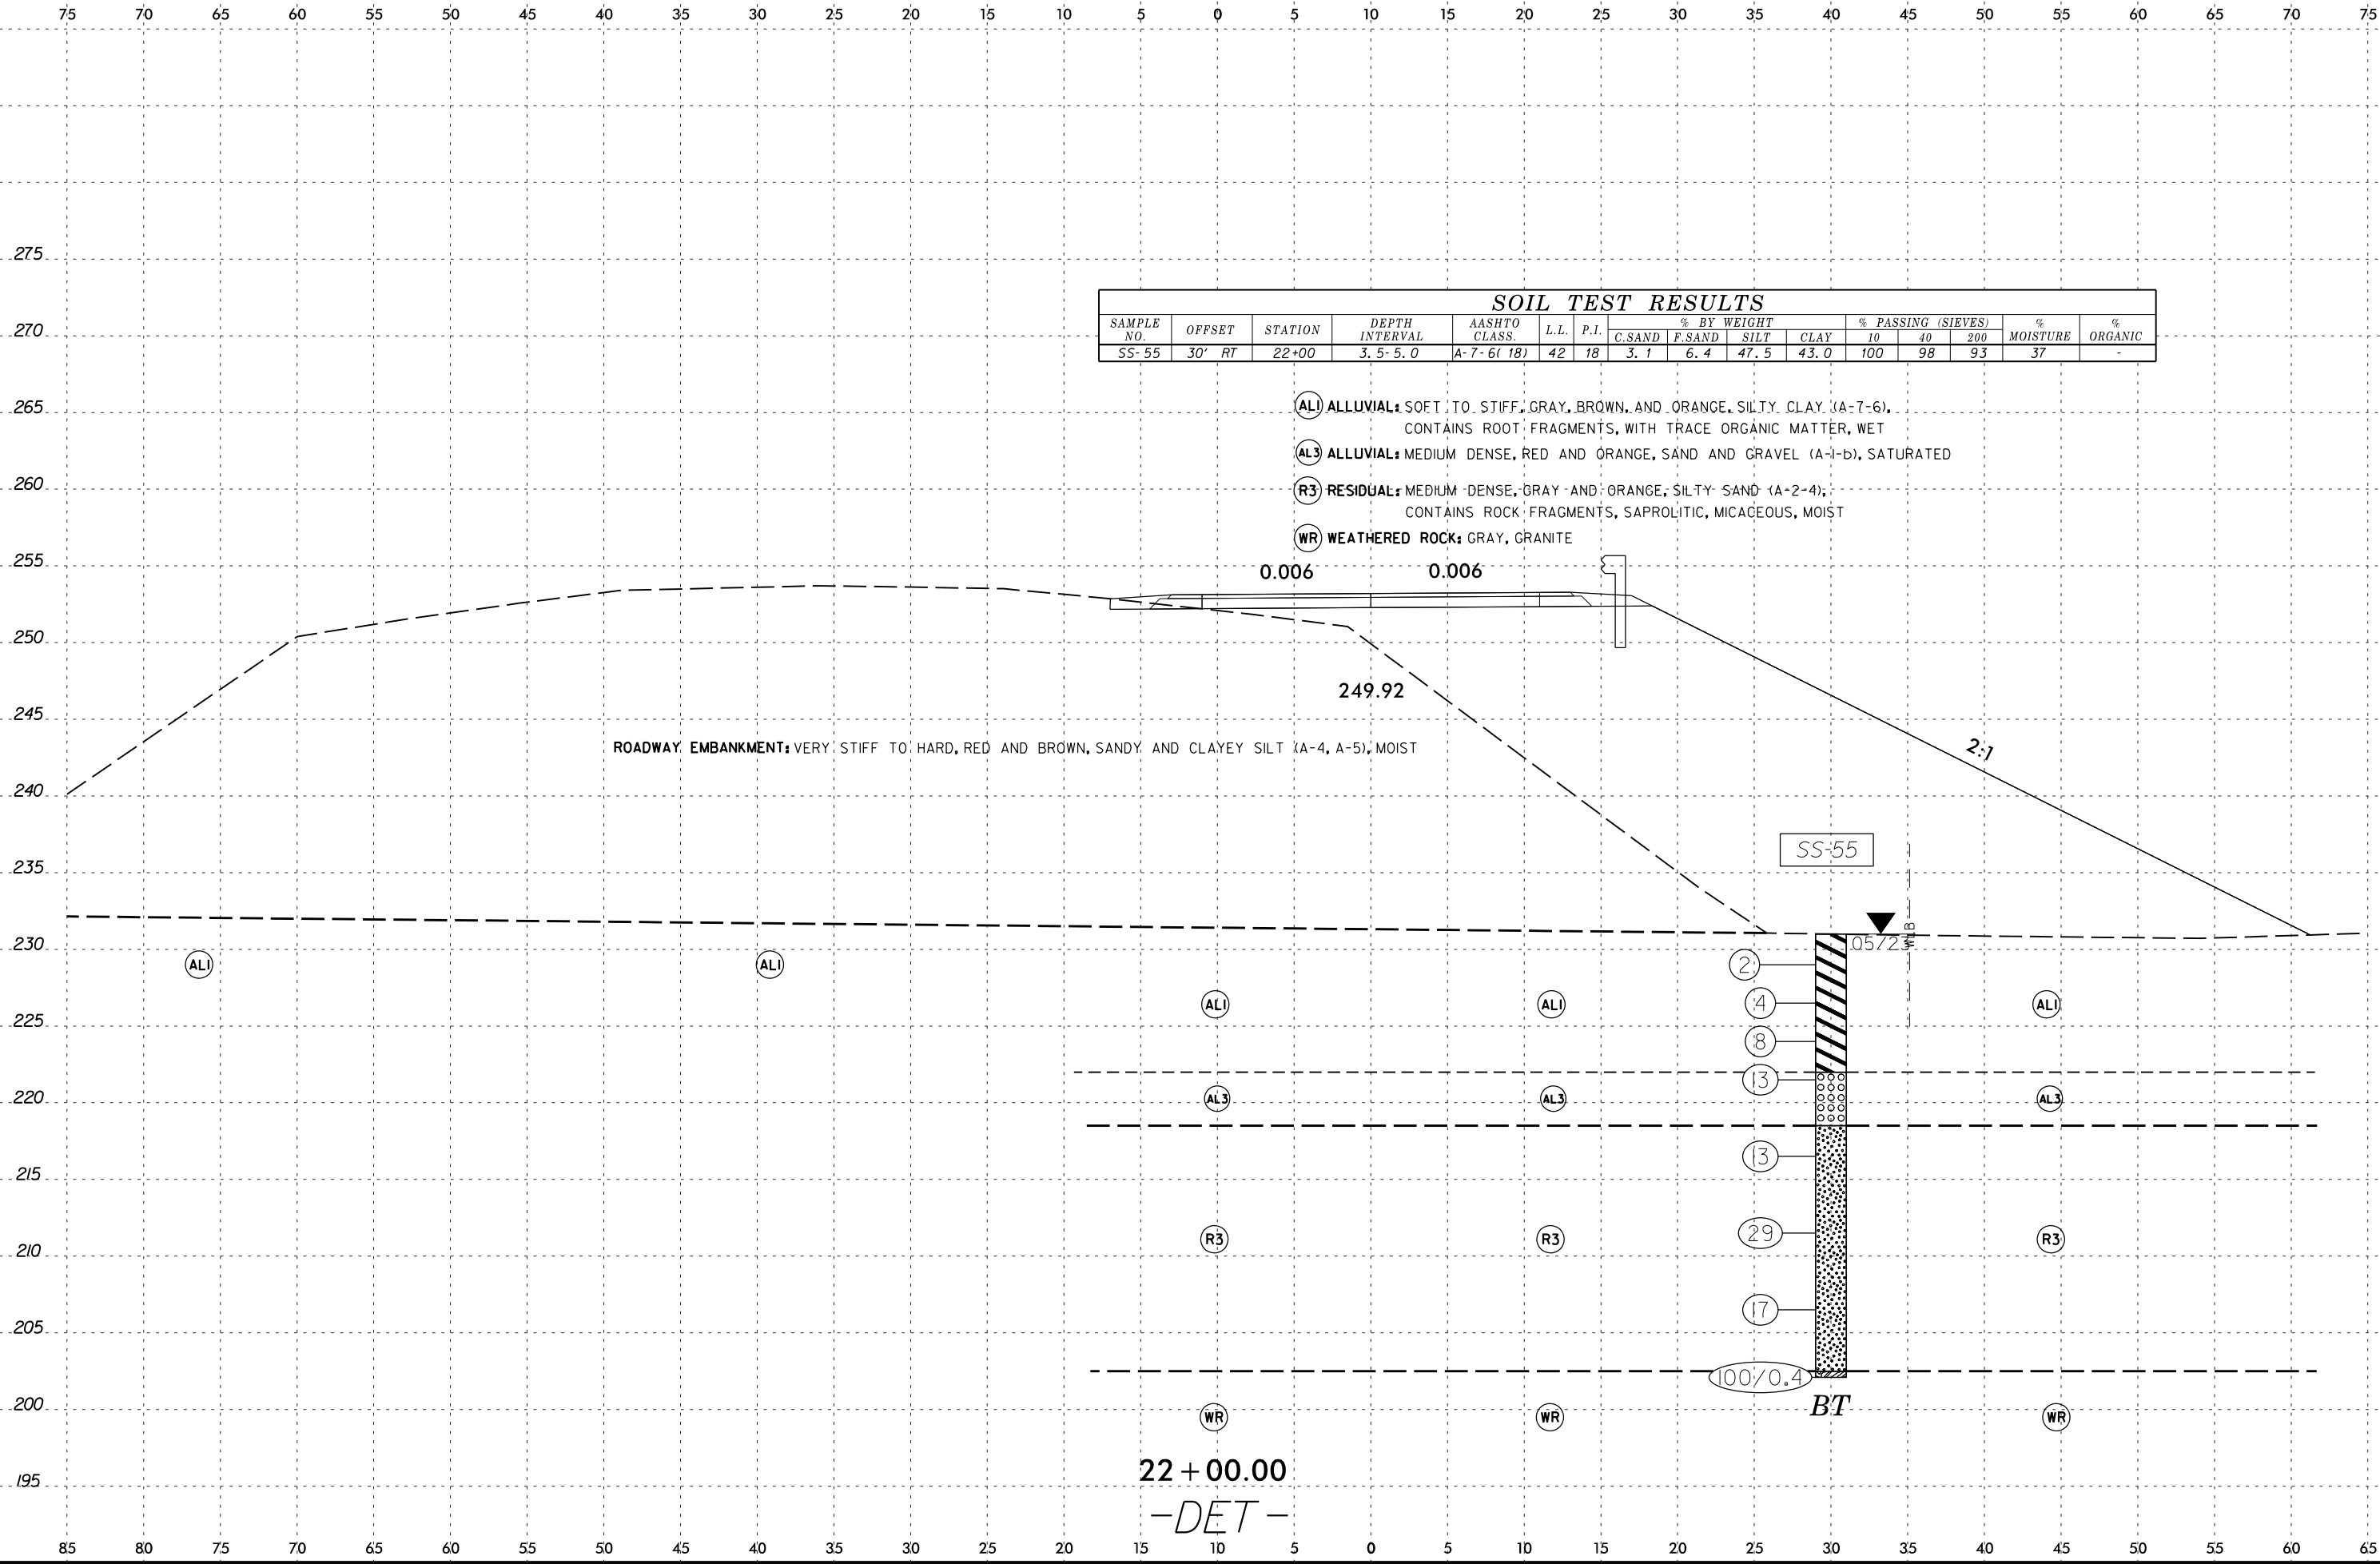 75 70 65 60 55 50 45 40 35 30 25 20 15 10 5 0 5 10 15 20 25 30 35 40 45 50 55 60 65 70 75
275
SOIL TEST RESULTS
SAMPLE NO. OFFSET STATION DEPTH INTERVAL AASHTO CLASS. L.L. P.I. % BY WEIGHT % PASSING (SIEVES) % MOISTURE % ORGANIC
C.SAND F.SAND SILT CLAY 10 40 200
SS-55 30' RT 22+00 3.5-5.0 A-7-6(18) 42 18 3.1 6.4 47.5 43.0 100 98 93 37 -
270
265
AL1 ALLUVIAL: SOFT TO STIFF, GRAY, BROWN, AND ORANGE, SILTY CLAY (A-7-6),
CONTAINS ROOT FRAGMENTS, WITH TRACE ORGANIC MATTER, WET
AL3 ALLUVIAL: MEDIUM DENSE, RED AND ORANGE, SAND AND GRAVEL (A-1-b), SATURATED
260
R3 RESIDUAL: MEDIUM DENSE, GRAY AND ORANGE, SILTY SAND (A-2-4),
CONTAINS ROCK FRAGMENTS, SAPROLITIC, MICACEOUS, MOIST
WR WEATHERED ROCK: GRAY, GRANITE
255
0.006 0.006
250
249.92
245
ROADWAY EMBANKMENT: VERY STIFF TO HARD, RED AND BROWN, SANDY AND CLAYEY SILT (A-4, A-5), MOIST
2:1
240
235
SS-55
230
05/23
WLB
AL1 AL1 2
AL1 AL1 4 AL1
225
8
13
220
AL3 AL3 AL3
13
215
210
R3 R3 29 R3
17
205
100/0.4
200
BT
WR WR WR
195
22+00.00
-DET-
85 80 75 70 65 60 55 50 45 40 35 30 25 20 15 10 5 0 5 10 15 20 25 30 35 40 45 50 55 60 65